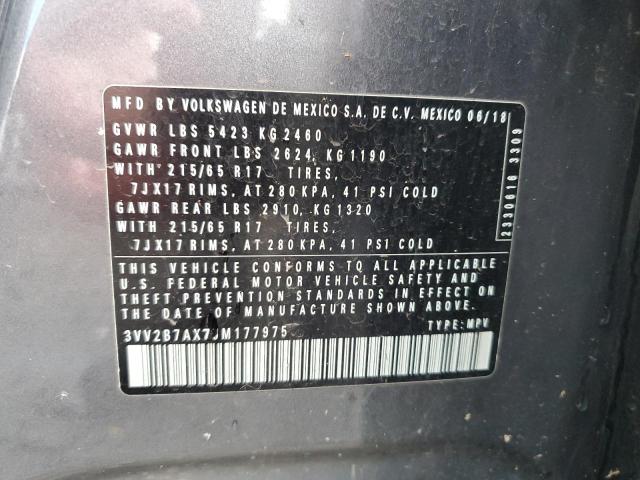 MFD BY VOLKSWAGEN DE MEXICO S.A. DE C.V. MEXICO 06/18
GVWR LBS 5423 KG 2460
GAWR FRONT LBS 2624, KG 1190
WITH 215/65 R17 TIRES,
7JX17 RIMS, AT 280 KPA, 41 PSI COLD
GAWR REAR LBS 2910, KG 1320
WITH 215/65 R17 TIRES,
7JX17 RIMS, AT 280 KPA, 41 PSI COLD
THIS VEHICLE CONFORMS TO ALL APPLICABLE
U.S. FEDERAL MOTOR VEHICLE SAFETY AND
THEFT PREVENTION STANDARDS IN EFFECT ON
THE DATE OF MANUFACTURE SHOWN ABOVE.
3VV2B7AX7JM177975 TYPE: MPV
2330616 3309